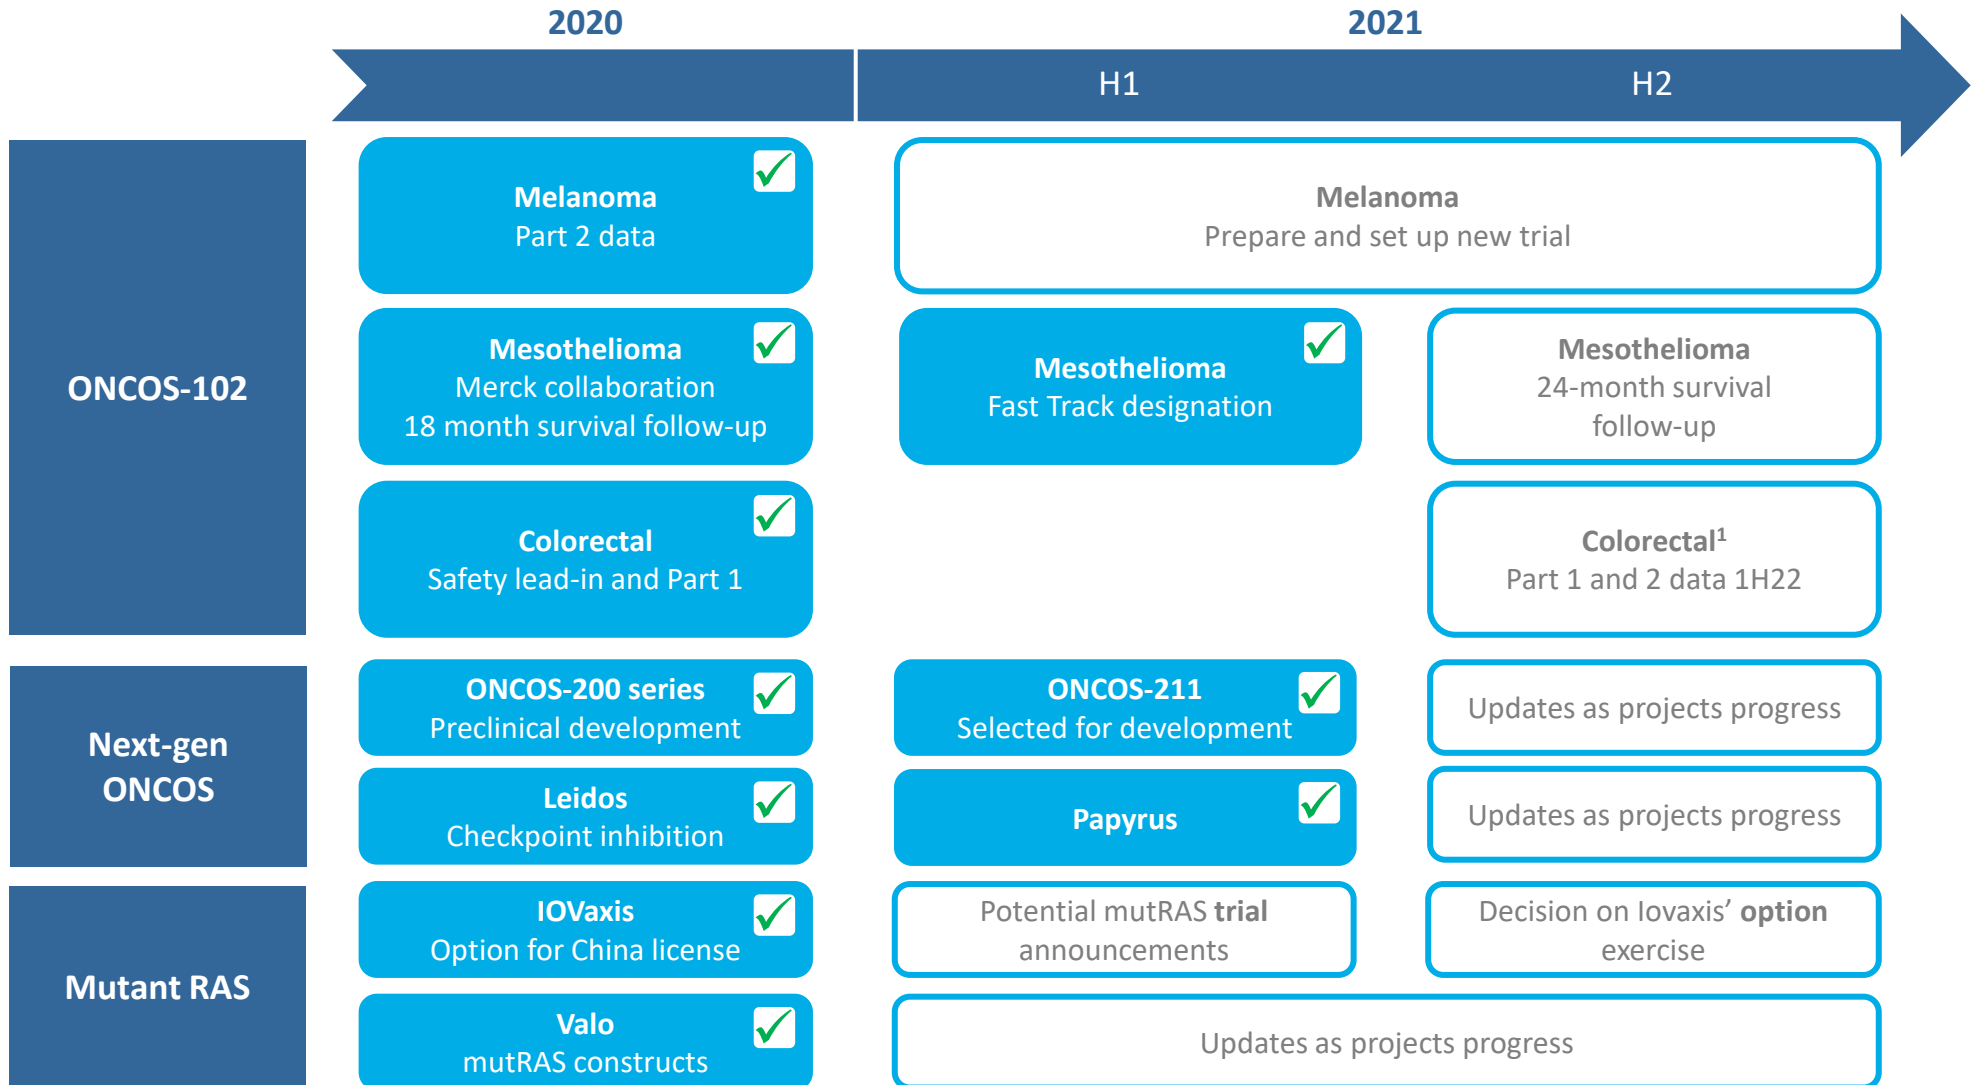 2020
2021
H1
H2
ONCOS-102
Melanoma
Part 2 data
Melanoma
Prepare and set up new trial
Mesothelioma
Merck collaboration
18 month survival follow-up
Mesothelioma
Fast Track designation
Mesothelioma
24-month survival
follow-up
Colorectal
Safety lead-in and Part 1
Colorectal¹
Part 1 and 2 data 1H22
Next-gen
ONCOS
ONCOS-200 series
Preclinical development
ONCOS-211
Selected for development
Updates as projects progress
Leidos
Checkpoint inhibition
Papyrus
Updates as projects progress
Mutant RAS
IOVaxis
Option for China license
Potential mutRAS trial
announcements
Decision on Iovaxis’ option
exercise
Valo
mutRAS constructs
Updates as projects progress